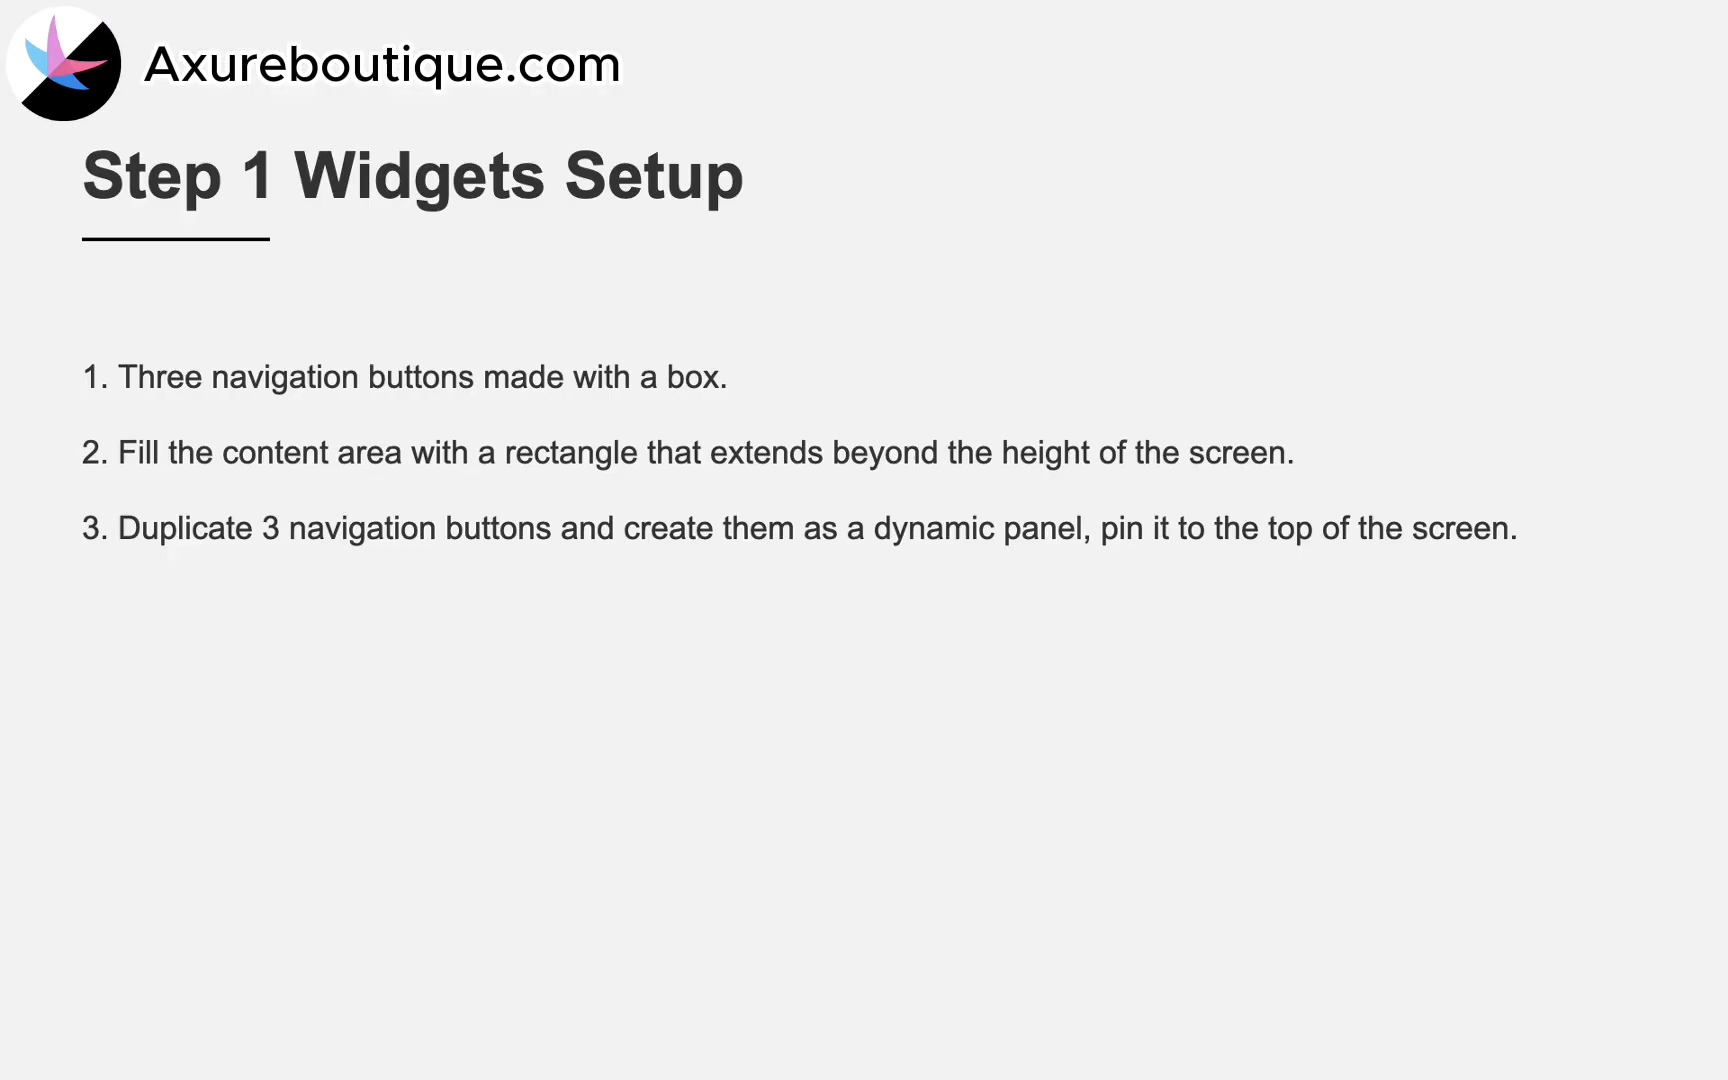 Axureboutique.com
Step 1 Widgets Setup
1. Three navigation buttons made with a box.
2. Fill the content area with a rectangle that extends beyond the height of the screen.
3. Duplicate 3 navigation buttons and create them as a dynamic panel, pin it to the top of the screen.